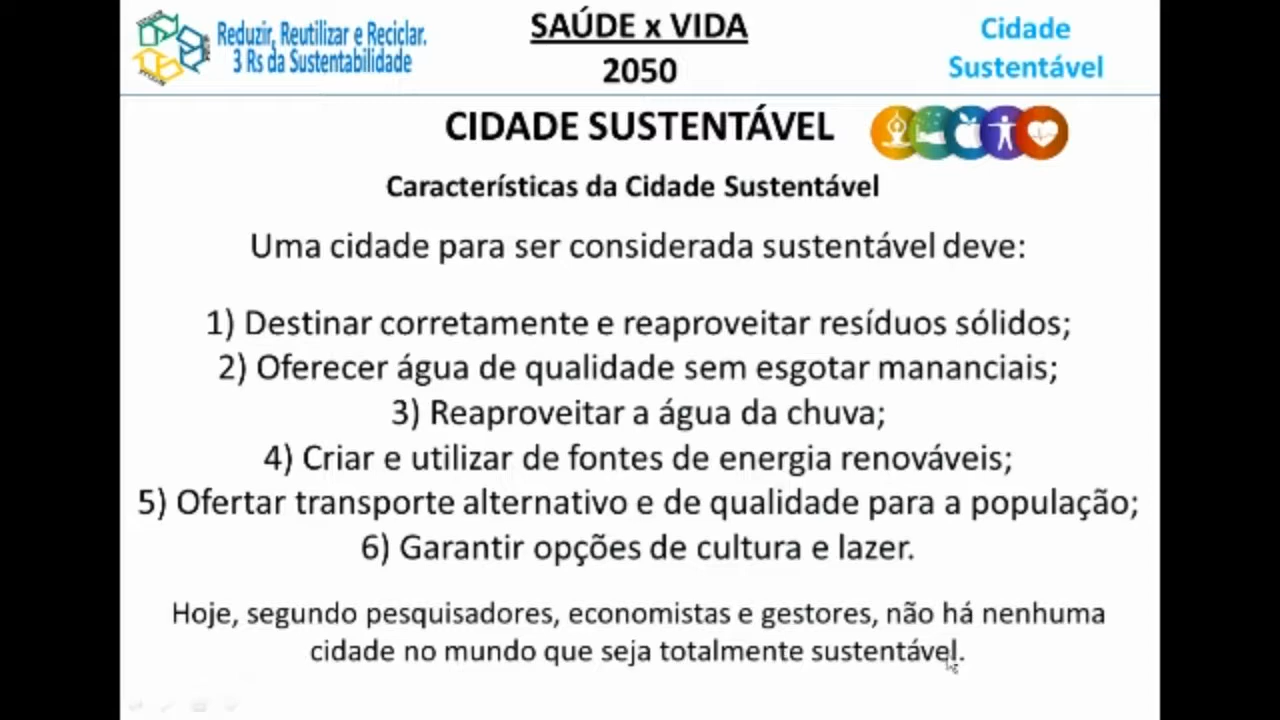 Reduzir, Reutilizar e Reciclar.
3 Rs da Sustentabilidade
SAÚDE x VIDA
2050
Cidade
Sustentável
CIDADE SUSTENTÁVEL
Características da Cidade Sustentável
Uma cidade para ser considerada sustentável deve:
1) Destinar corretamente e reaproveitar resíduos sólidos;
2) Oferecer água de qualidade sem esgotar mananciais;
3) Reaproveitar a água da chuva;
4) Criar e utilizar de fontes de energia renováveis;
5) Ofertar transporte alternativo e de qualidade para a população;
6) Garantir opções de cultura e lazer.
Hoje, segundo pesquisadores, economistas e gestores, não há nenhuma
cidade no mundo que seja totalmente sustentável.